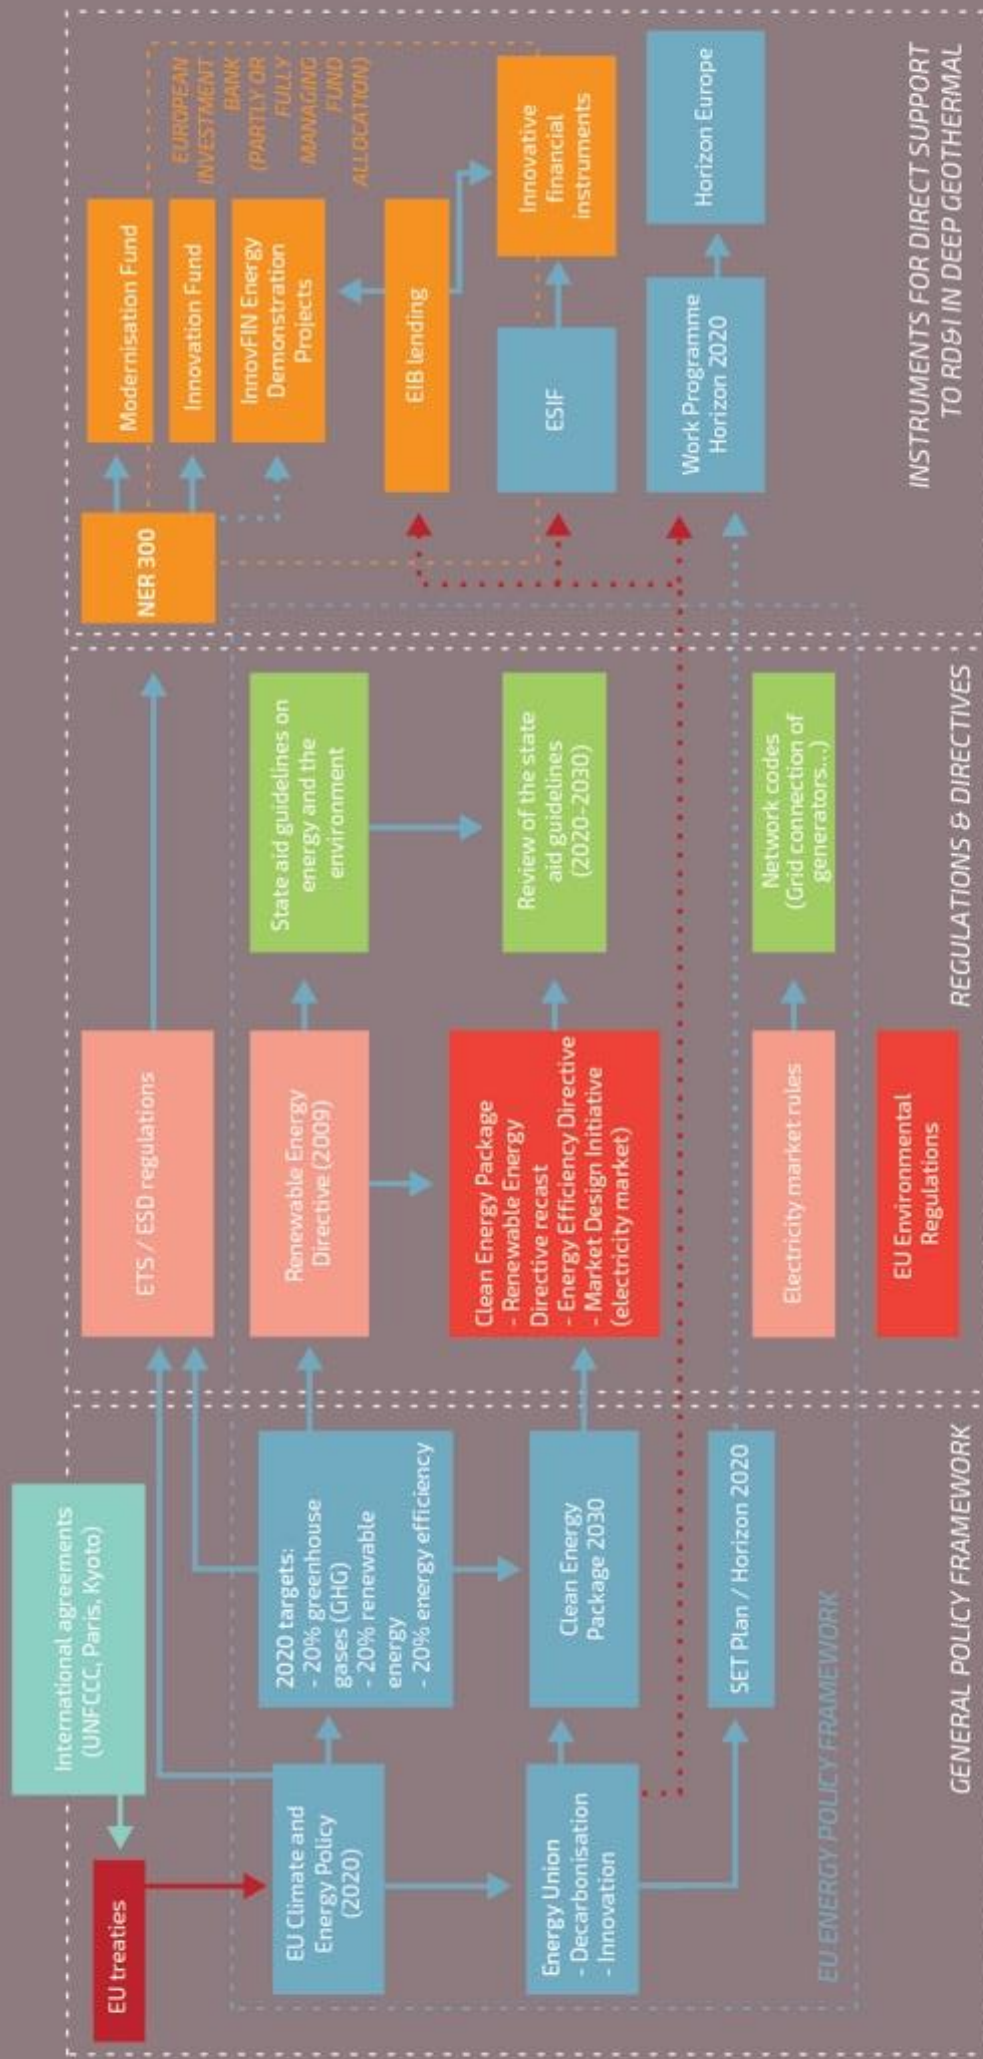 International agreements
(UNFCCC, Paris, Kyoto)
EU treaties
EU Climate and
Energy Policy
(2020)
2020 targets:
- 20% greenhouse
gases (GHG)
- 20% renewable
energy
- 20% energy efficiency
Energy Union
- Decarbonisation
- Innovation
Clean Energy
Package 2030
SET Plan / Horizon 2020
EU ENERGY POLICY FRAMEWORK
GENERAL POLICY FRAMEWORK
ETS / ESD regulations
Renewable Energy
Directive (2009)
State aid guidelines on
energy and the
environment
Clean Energy Package
- Renewable Energy
Directive recast
- Energy Efficiency Directive
- Market Design Initiative
(electricity market)
Review of the state
aid guidelines
(2020-2030)
Electricity market rules
Network codes
(Grid connection of
generators...)
EU Environmental
Regulations
REGULATIONS & DIRECTIVES
NER 300
Modernisation Fund
Innovation Fund
InnovFIN Energy
Demonstration
Projects
EUROPEAN
INVESTMENT
BANK
(PARTLY OR
FULLY
MANAGING
FUND
ALLOCATION)
EIB lending
ESIF
Innovative
financial
instruments
Work Programme
Horizon 2020
Horizon Europe
INSTRUMENTS FOR DIRECT SUPPORT
TO RD&I IN DEEP GEOTHERMAL